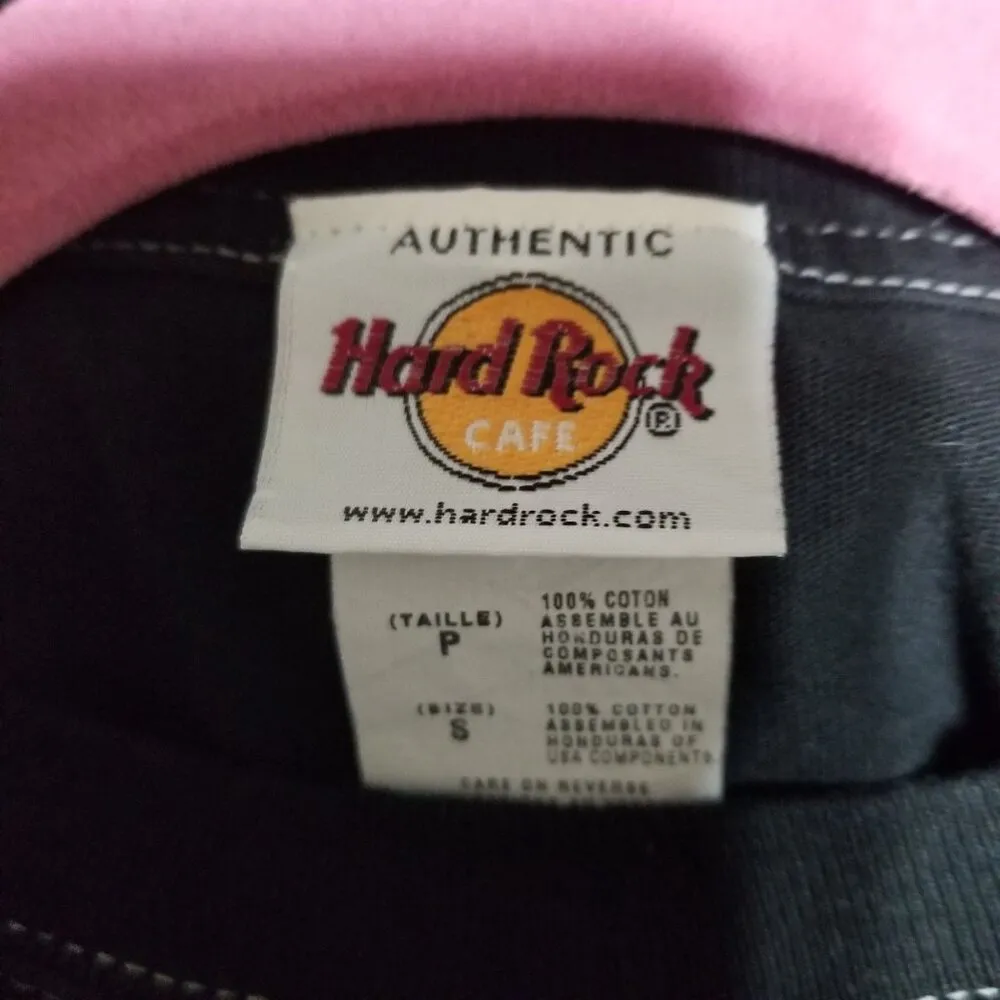 AUTHENTIC
Hard Rock
CAFE
®
www.hardrock.com
(TAILLE)
P
100% COTON
ASSEMBLE AU
HONDURAS DE
COMPOSANTS
AMERICANS.
(SIZE)
S
100% COTTON
ASSEMBLED IN
HONDURAS OF
USA COMPONENTS
CARE ON REVERSE